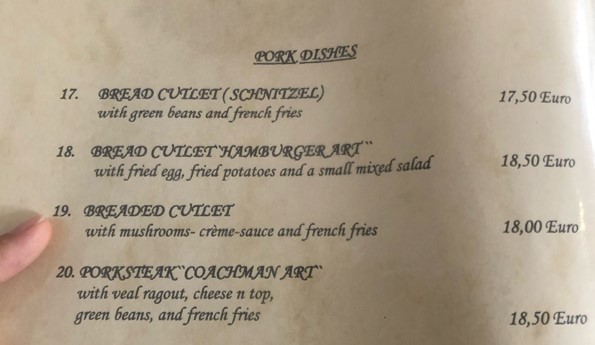 PORK DISHES
17. BREAD CUTLET (SCHNITZEL) 17,50 Euro
with green beans and french fries
18. BREAD CUTLET`HAMBURGER ART`` 18,50 Euro
with fried egg, fried potatoes and a small mixed salad
19. BREADED CUTLET
with mushrooms- crème-sauce and french fries 18,00 Euro
20. PORKSTEAK``COACHMAN ART``
with veal ragout, cheese n top,
green beans, and french fries 18,50 Euro